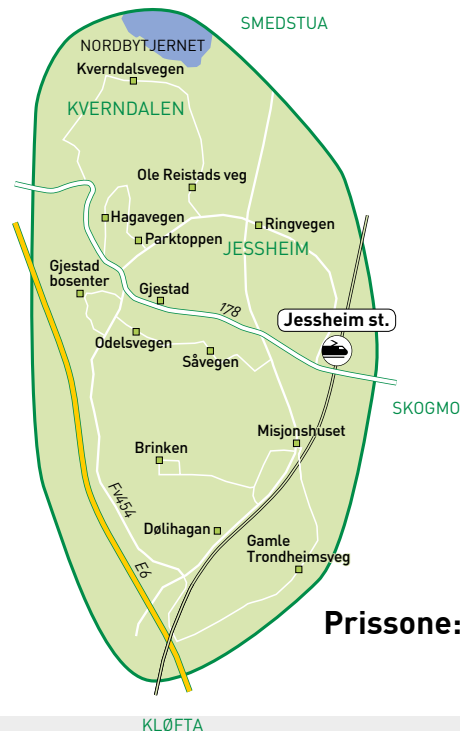 SMEDSTUA
NORDBYTJERNET
Kverndalsvegen
KVERNDALEN
Ole Reistads veg
Hagavegen
Ringvegen
Parktoppen
JESSHEIM
Gjestad
bosenter
Gjestad
178
Jessheim st.
Odelsvegen
Såvegen
SKOGMO
Misjonshuset
Brinken
Fv454
Dølihagan
Gamle
Trondheimsveg
E6
Prissone:
KLØFTA